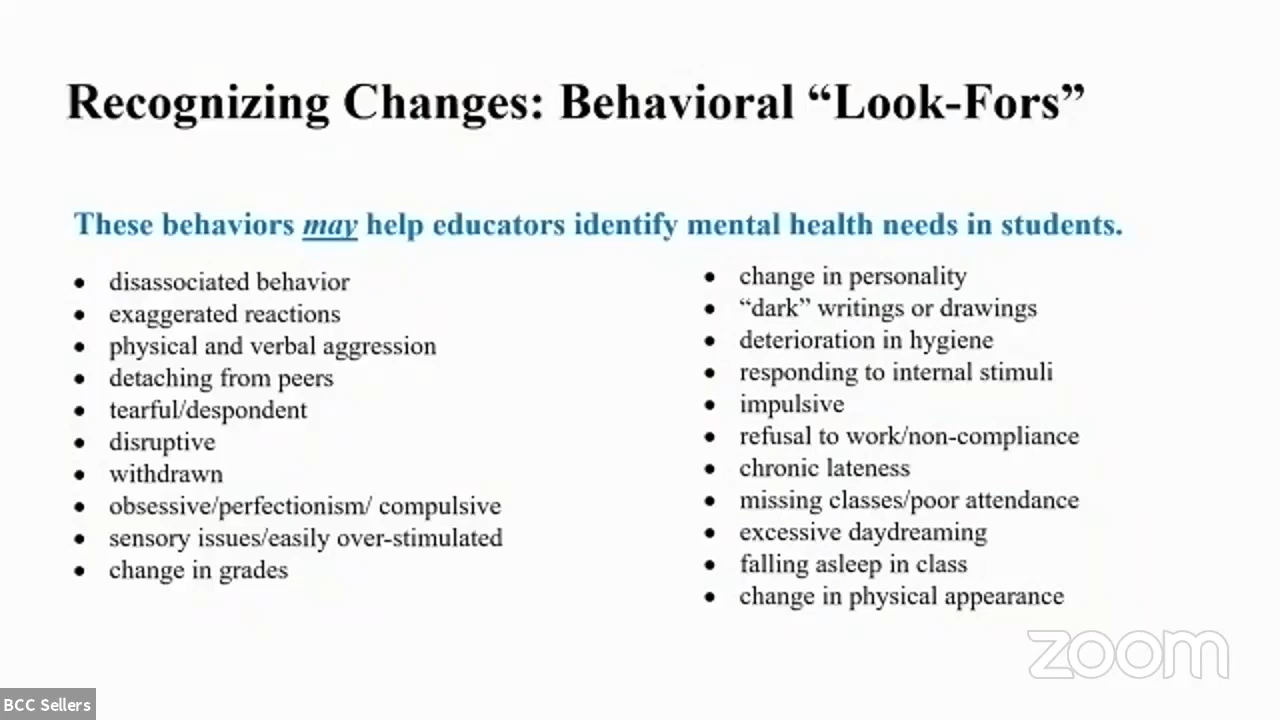 Recognizing Changes: Behavioral “Look-Fors”
These behaviors may help educators identify mental health needs in students.
• disassociated behavior
• exaggerated reactions
• physical and verbal aggression
• detaching from peers
• tearful/despondent
• disruptive
• withdrawn
• obsessive/perfectionism/ compulsive
• sensory issues/easily over-stimulated
• change in grades
• change in personality
• “dark” writings or drawings
• deterioration in hygiene
• responding to internal stimuli
• impulsive
• refusal to work/non-compliance
• chronic lateness
• missing classes/poor attendance
• excessive daydreaming
• falling asleep in class
• change in physical appearance
zoom
BCC Sellers